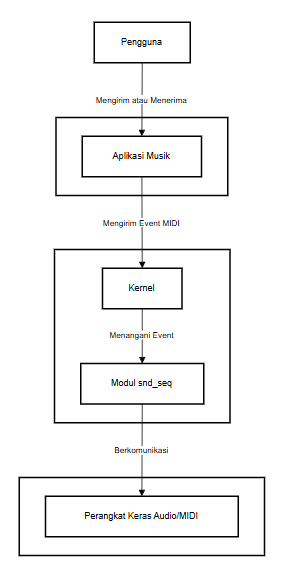 Pengguna
Mengirim atau Menerima
Aplikasi Musik
Mengirim Event MIDI
Kernel
Menangani Event
Modul snd_seq
Berkomunikasi
Perangkat Keras Audio/MIDI